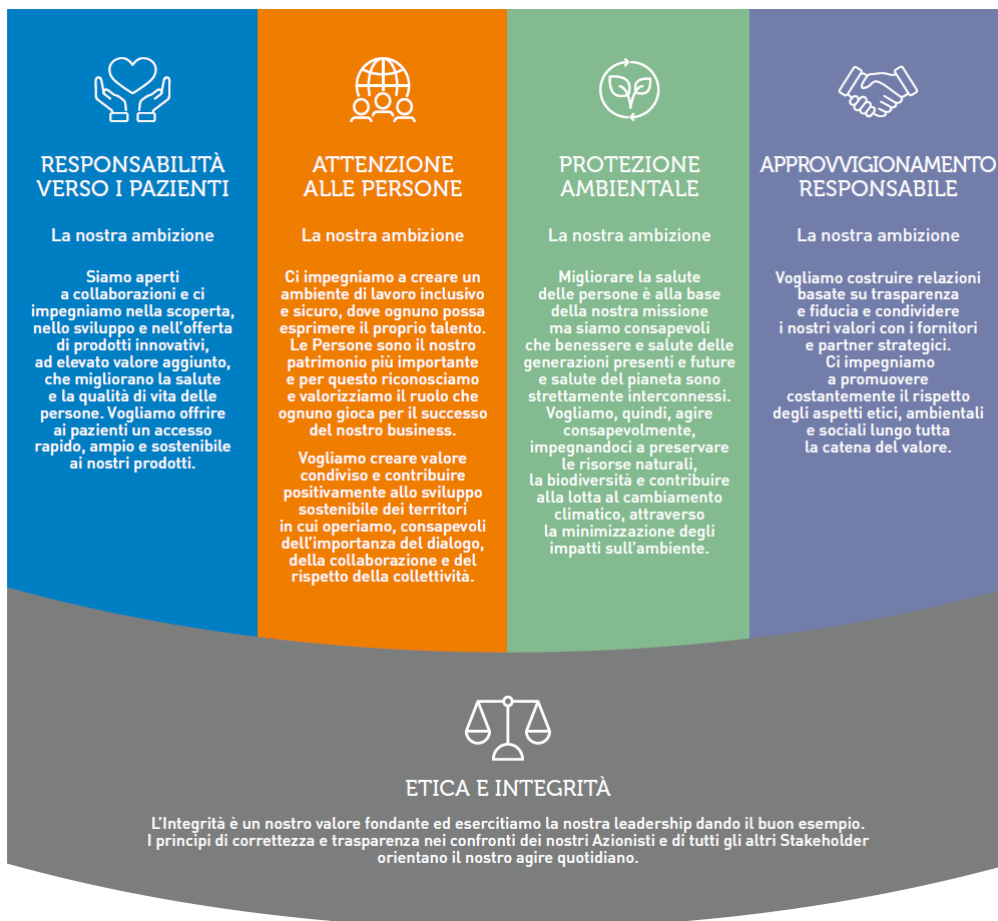 RESPONSABILITÀ
VERSO I PAZIENTI
La nostra ambizione
Siamo aperti
a collaborazioni e ci
impegniamo nella scoperta,
nello sviluppo e nell'offerta
di prodotti innovativi,
ad elevato valore aggiunto,
che migliorano la salute
e la qualità di vita delle
persone. Vogliamo offrire
ai pazienti un accesso
rapido, ampio e sostenibile
ai nostri prodotti.
ATTENZIONE
ALLE PERSONE
La nostra ambizione
Ci impegniamo a creare un
ambiente di lavoro inclusivo
e sicuro, dove ognuno possa
esprimere il proprio talento.
Le Persone sono il nostro
patrimonio più importante
e per questo riconosciamo
e valorizziamo il ruolo che
ognuno gioca per il successo
del nostro business.
Vogliamo creare valore
condiviso e contribuire
positivamente allo sviluppo
sostenibile dei territori
in cui operiamo, consapevoli
dell'importanza del dialogo,
della collaborazione e del
rispetto della collettività.
PROTEZIONE
AMBIENTALE
La nostra ambizione
Migliorare la salute
delle persone è alla base
della nostra missione
ma siamo consapevoli
che benessere e salute delle
generazioni presenti e future
e salute del pianeta sono
strettamente interconnessi.
Vogliamo, quindi, agire
consapevolmente,
impegnandoci a preservare
le risorse naturali,
la biodiversità e contribuire
alla lotta al cambiamento
climatico, attraverso
la minimizzazione degli
impatti sull'ambiente.
APPROVVIGIONAMENTO
RESPONSABILE
La nostra ambizione
Vogliamo costruire relazioni
basate su trasparenza
e fiducia e condividere
i nostri valori con i fornitori
e partner strategici.
Ci impegniamo
a promuovere
costantemente il rispetto
degli aspetti etici, ambientali
e sociali lungo tutta
la catena del valore.
ETICA E INTEGRITÀ
L'Integrità è un nostro valore fondante ed esercitiamo la nostra leadership dando il buon esempio.
I principi di correttezza e trasparenza nei confronti dei nostri Azionisti e di tutti gli altri Stakeholder
orientano il nostro agire quotidiano.